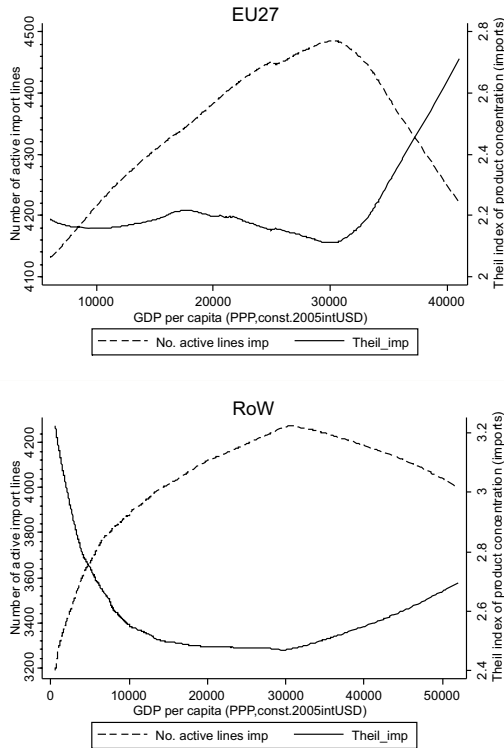 EU27
Number of active import lines
4100 4200 4300 4400 4500
2 2.2 2.4 2.6 2.8
Theil index of product concentration (imports)
10000 20000 30000 40000
GDP per capita (PPP,const.2005intUSD)
No. active lines imp Theil_imp
RoW
Number of active import lines
3200 3400 3600 3800 4000 4200
2.4 2.6 2.8 3 3.2
Theil index of product concentration (imports)
0 10000 20000 30000 40000 50000
GDP per capita (PPP,const.2005intUSD)
No. active lines imp Theil_imp